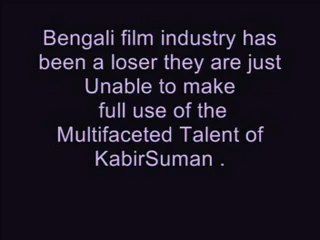 Bengali film industry has
been a loser they are just
Unable to make
full use of the
Multifaceted Talent of
KabirSuman .